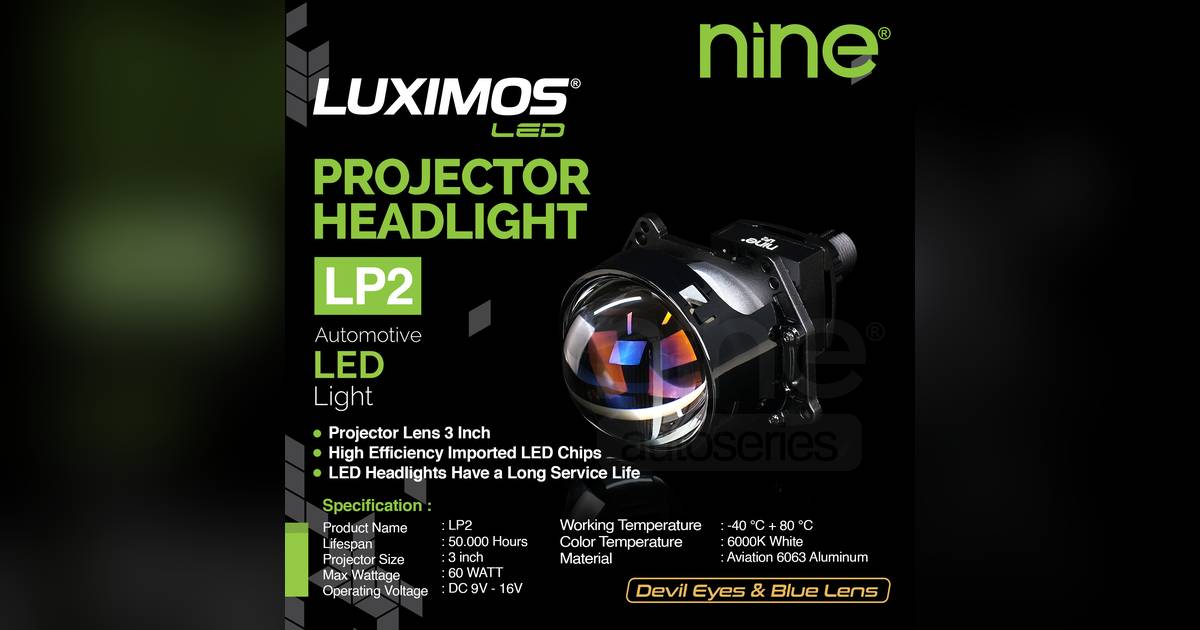 nine®
LUXIMOS®
LED
PROJECTOR
HEADLIGHT
LP2
Automotive
LED
Light
nine
nine®
autoseries
• Projector Lens 3 Inch
• High Efficiency Imported LED Chips
• LED Headlights Have a Long Service Life
Specification :
Product Name : LP2
Lifespan : 50.000 Hours
Projector Size : 3 inch
Max Wattage : 60 WATT
Operating Voltage : DC 9V - 16V
Working Temperature : -40 °C + 80 °C
Color Temperature : 6000K White
Material : Aviation 6063 Aluminum
Devil Eyes & Blue Lens